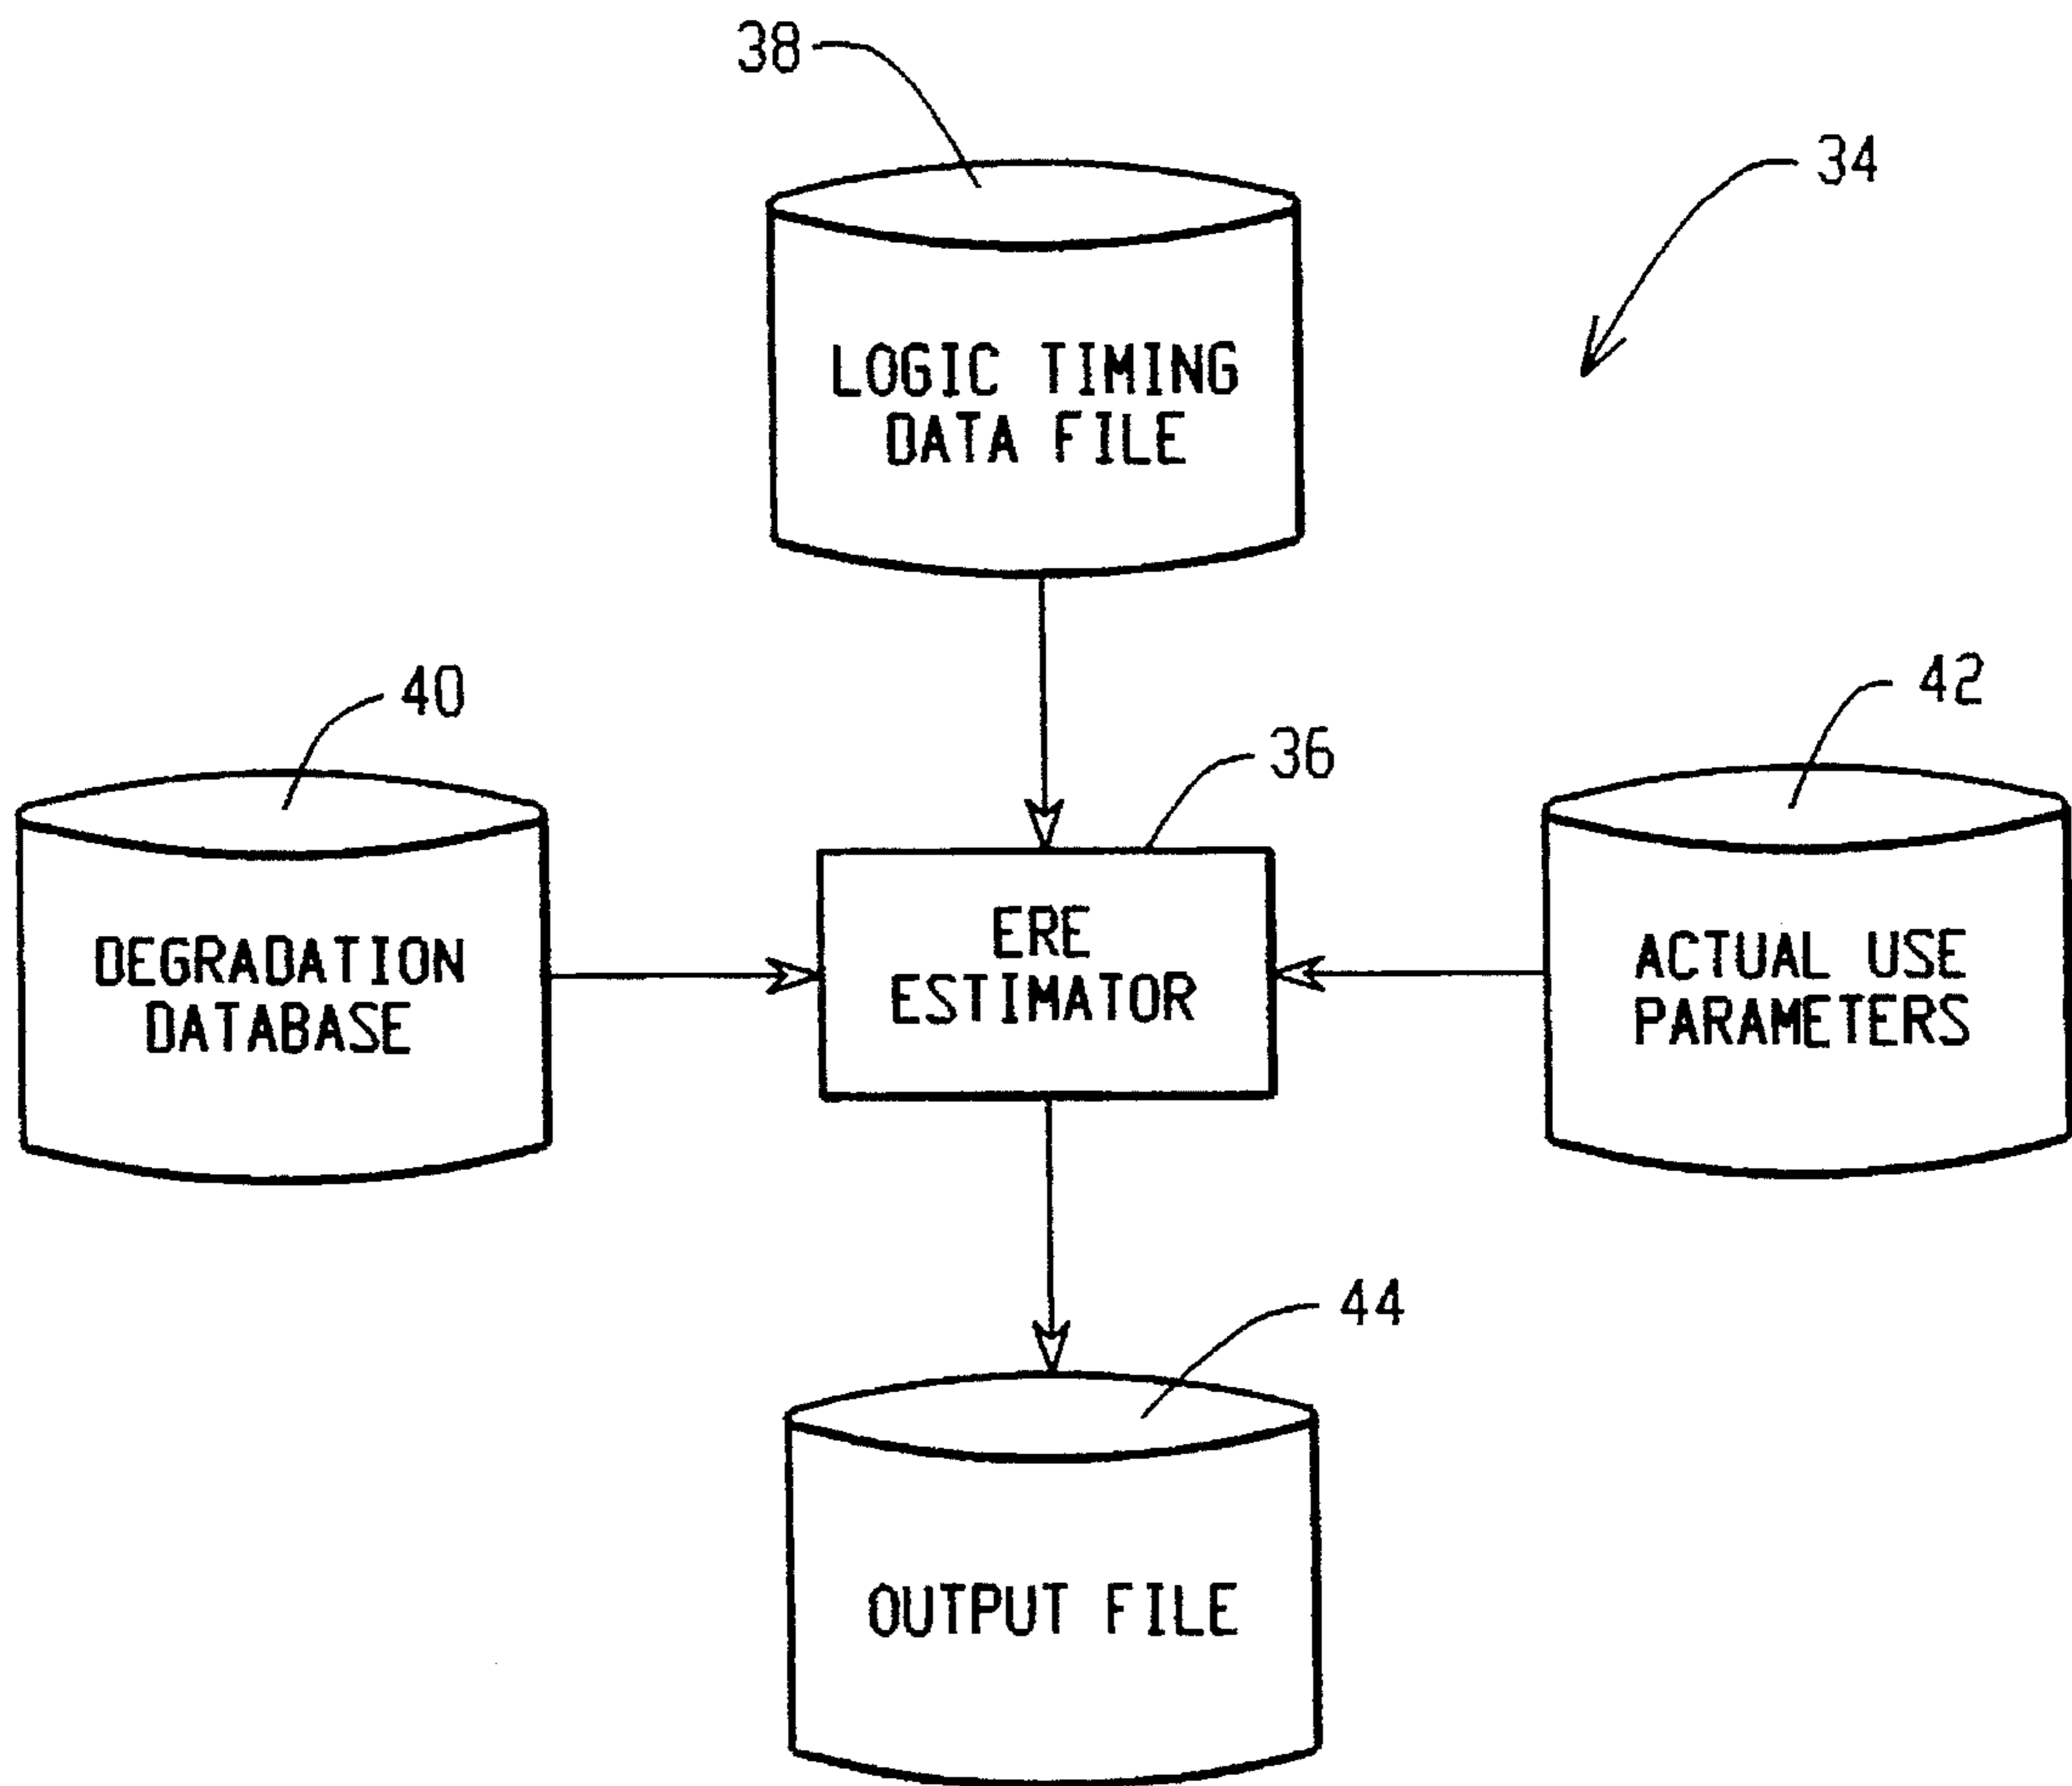 38
34
LOGIC TIMING
DATA FILE
40
42
36
DEGRADATION
DATABASE
ERE
ESTIMATOR
ACTUAL USE
PARAMETERS
44
OUTPUT FILE